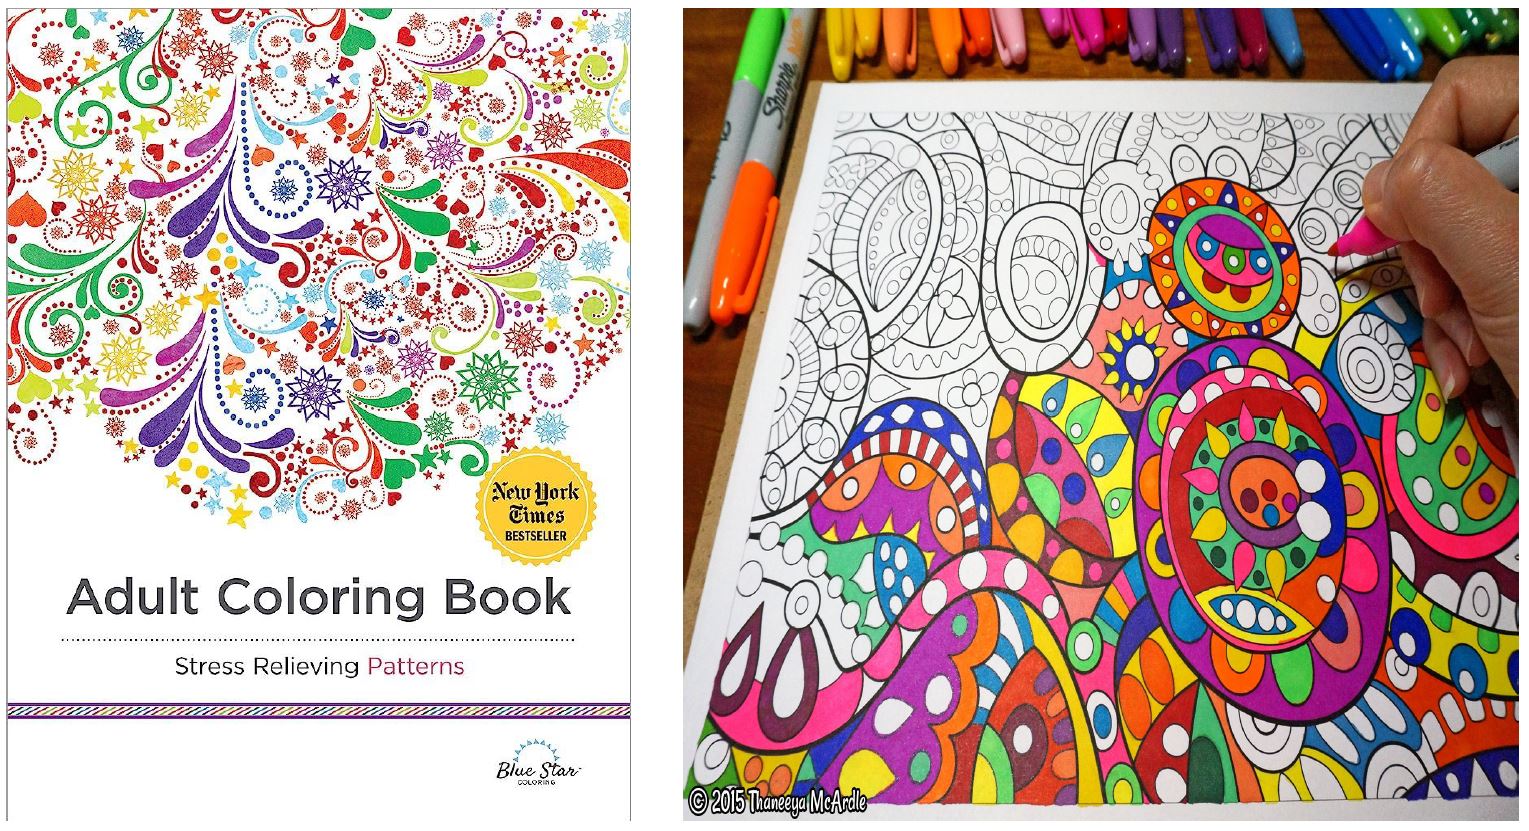 New York
Times
BESTSELLER
Adult Coloring Book
Stress Relieving Patterns
Blue Star
COLORING
Sharpie
© 2015 Thaneeya McArdle